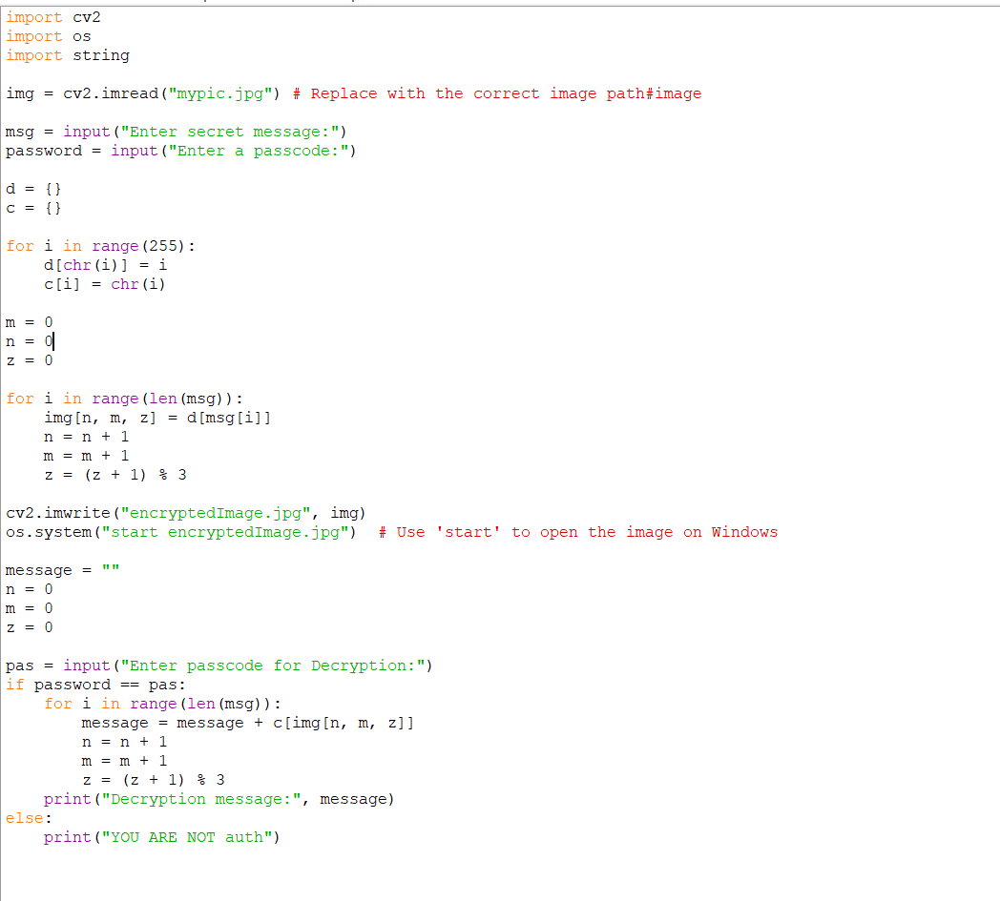 import cv2
import os
import string
img = cv2.imread("mypic.jpg") # Replace with the correct image path#image
msg = input("Enter secret message:")
password = input("Enter a passcode:")
d = {}
c = {}
for i in range(255):
    d[chr(i)] = i
    c[i] = chr(i)
m = 0
n = 0
z = 0
for i in range(len(msg)):
    img[n, m, z] = d[msg[i]]
    n = n + 1
    m = m + 1
    z = (z + 1) % 3
cv2.imwrite("encryptedImage.jpg", img)
os.system("start encryptedImage.jpg")  # Use 'start' to open the image on Windows
message = ""
n = 0
m = 0
z = 0
pas = input("Enter passcode for Decryption:")
if password == pas:
    for i in range(len(msg)):
        message = message + c[img[n, m, z]]
        n = n + 1
        m = m + 1
        z = (z + 1) % 3
    print("Decryption message:", message)
else:
    print("YOU ARE NOT auth")